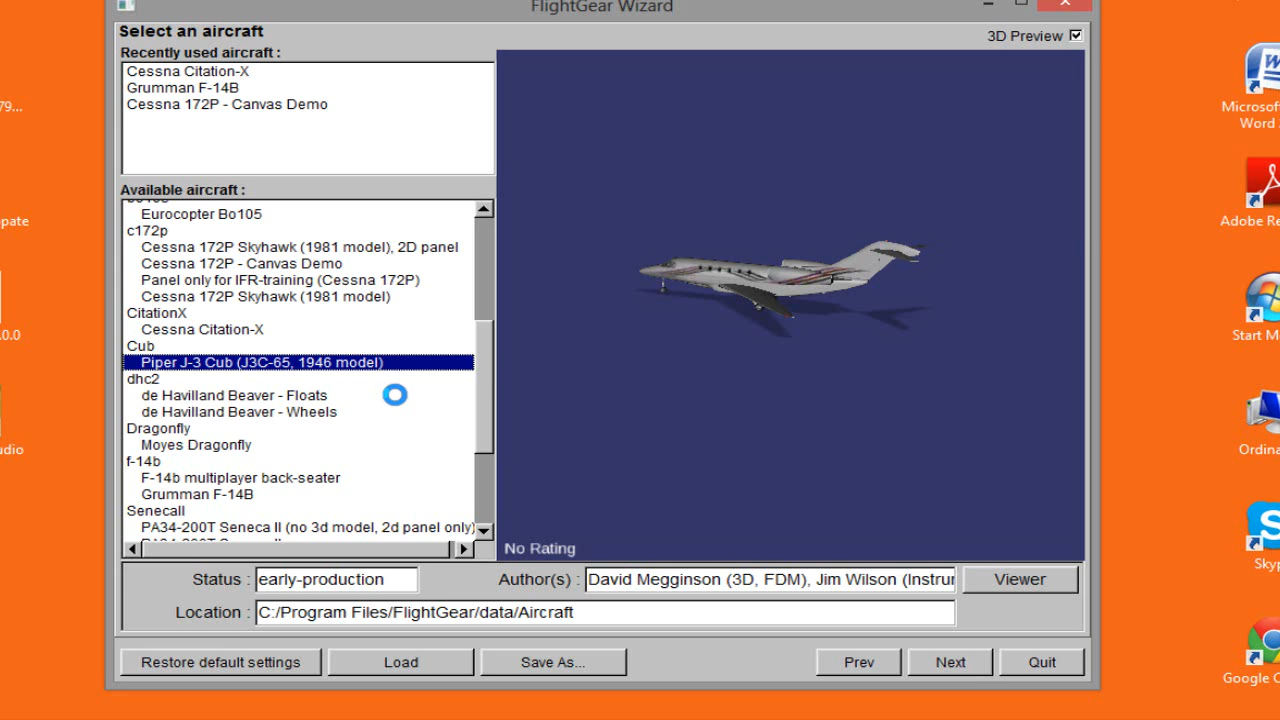 FlightGear Wizard
Select an aircraft
3D Preview
Recently used aircraft :
Cessna Citation-X
Grumman F-14B
Cessna 172P - Canvas Demo
Available aircraft :
Eurocopter Bo105
c172p
Cessna 172P Skyhawk (1981 model), 2D panel
Cessna 172P - Canvas Demo
Panel only for IFR-training (Cessna 172P)
Cessna 172P Skyhawk (1981 model)
CitationX
Cessna Citation-X
Cub
Piper J-3 Cub (J3C-65, 1946 model)
dhc2
de Havilland Beaver - Floats
de Havilland Beaver - Wheels
Dragonfly
Moyes Dragonfly
f-14b
F-14b multiplayer back-seater
Grumman F-14B
SenecaII
PA34-200T Seneca II (no 3d model, 2d panel only)
No Rating
Status :
early-production
Author(s) :
David Megginson (3D, FDM), Jim Wilson (Instru
Viewer
Location :
C:/Program Files/FlightGear/data/Aircraft
Restore default settings
Load
Save As...
Prev
Next
Quit
79...
pate
.0.0
udio
Microsof
Word
Adobe Re
Start M
Ordina
Skyp
Google C